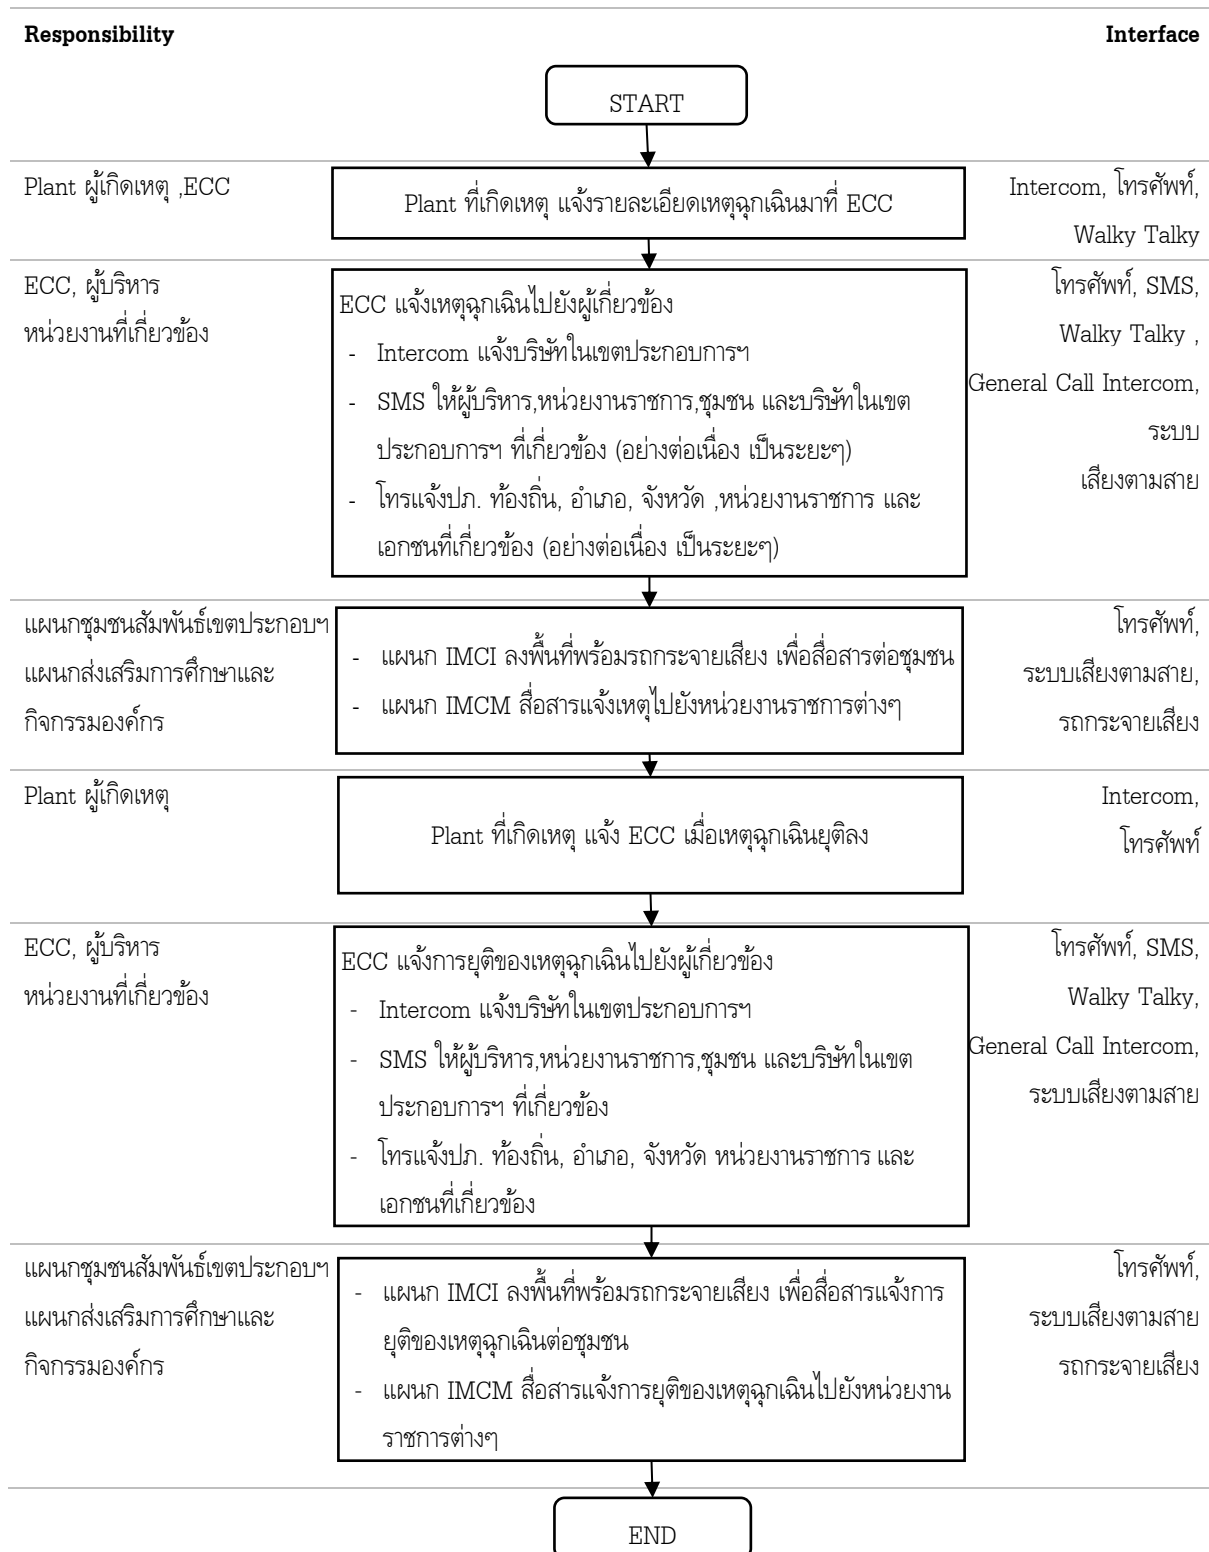 Responsibility
Interface
START
Plant ผู้เกิดเหตุ ,ECC
Plant ที่เกิดเหตุ แจ้งรายละเอียดเหตุฉุกเฉินมาที่ ECC
Intercom, โทรศัพท์,
Walky Talky
ECC, ผู้บริหาร
หน่วยงานที่เกี่ยวข้อง
ECC แจ้งเหตุฉุกเฉินไปยังผู้เกี่ยวข้อง
- Intercom แจ้งบริษัทในเขตประกอบการฯ
- SMS ให้ผู้บริหาร,หน่วยงานราชการ,ชุมชน และบริษัทในเขต
ประกอบการฯ ที่เกี่ยวข้อง (อย่างต่อเนื่อง เป็นระยะๆ)
- โทรแจ้งปภ. ท้องถิ่น, อำเภอ, จังหวัด ,หน่วยงานราชการ และ
เอกชนที่เกี่ยวข้อง (อย่างต่อเนื่อง เป็นระยะๆ)
โทรศัพท์, SMS,
Walky Talky ,
General Call Intercom,
ระบบ
เสียงตามสาย
แผนกชุมชนสัมพันธ์เขตประกอบฯ
แผนกส่งเสริมการศึกษาและ
กิจกรรมองค์กร
- แผนก IMCI ลงพื้นที่พร้อมรถกระจายเสียง เพื่อสื่อสารต่อชุมชน
- แผนก IMCM สื่อสารแจ้งเหตุไปยังหน่วยงานราชการต่างๆ
โทรศัพท์,
ระบบเสียงตามสาย,
รถกระจายเสียง
Plant ผู้เกิดเหตุ
Plant ที่เกิดเหตุ แจ้ง ECC เมื่อเหตุฉุกเฉินยุติลง
Intercom,
โทรศัพท์
ECC, ผู้บริหาร
หน่วยงานที่เกี่ยวข้อง
ECC แจ้งการยุติของเหตุฉุกเฉินไปยังผู้เกี่ยวข้อง
- Intercom แจ้งบริษัทในเขตประกอบการฯ
- SMS ให้ผู้บริหาร,หน่วยงานราชการ,ชุมชน และบริษัทในเขต
ประกอบการฯ ที่เกี่ยวข้อง
- โทรแจ้งปภ. ท้องถิ่น, อำเภอ, จังหวัด หน่วยงานราชการ และ
เอกชนที่เกี่ยวข้อง
โทรศัพท์, SMS,
Walky Talky,
General Call Intercom,
ระบบเสียงตามสาย
แผนกชุมชนสัมพันธ์เขตประกอบฯ
แผนกส่งเสริมการศึกษาและ
กิจกรรมองค์กร
- แผนก IMCI ลงพื้นที่พร้อมรถกระจายเสียง เพื่อสื่อสารแจ้งการ
ยุติของเหตุฉุกเฉินต่อชุมชน
- แผนก IMCM สื่อสารแจ้งการยุติของเหตุฉุกเฉินไปยังหน่วยงาน
ราชการต่างๆ
โทรศัพท์,
ระบบเสียงตามสาย
รถกระจายเสียง
END